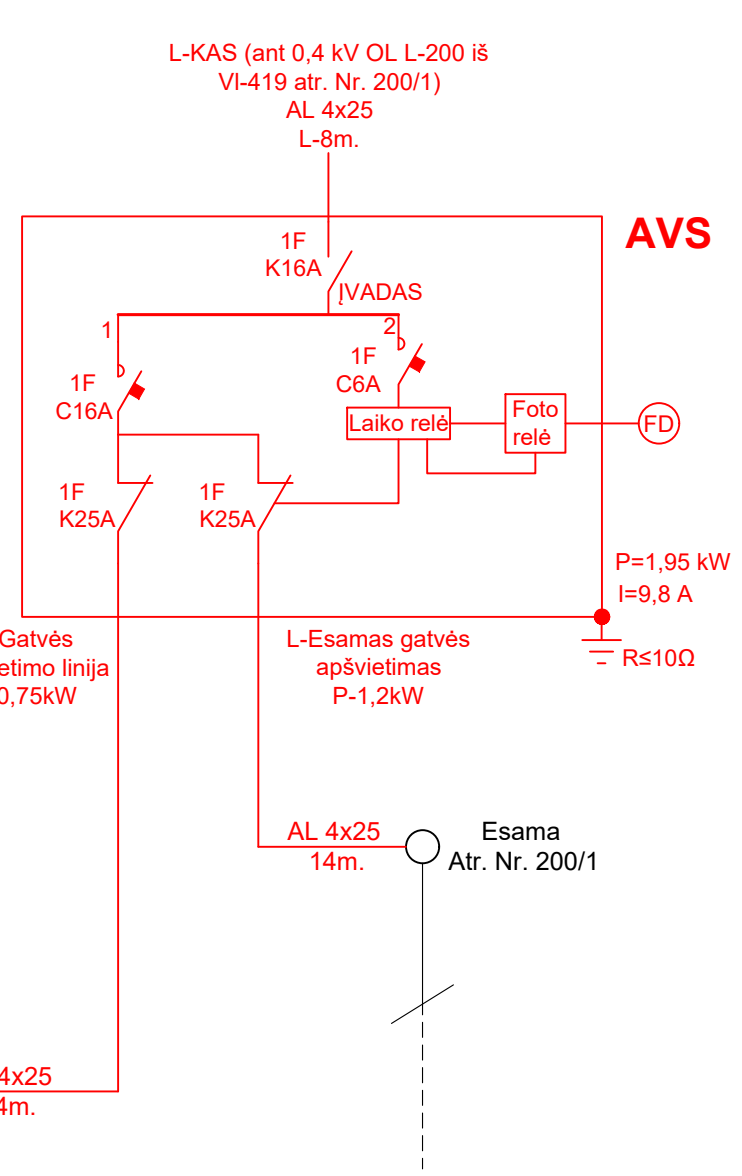 L-KAS (ant 0,4 kV OL L-200 iš
VI-419 atr. Nr. 200/1)
AL 4x25
L-8m.
AVS
1F
K16A
ĮVADAS
1
2
1F
C16A
1F
C6A
Laiko relė
Foto
relė
FD
1F
K25A
1F
K25A
P=1,95 kW
I=9,8 A
R≤10Ω
Gatvės
etimo linija
0,75kW
L-Esamas gatvės
apšvietimas
P-1,2kW
AL 4x25
14m.
Esama
Atr. Nr. 200/1
4x25
4m.